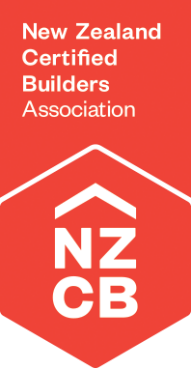 New Zealand
Certified
Builders
Association
NZ
CB